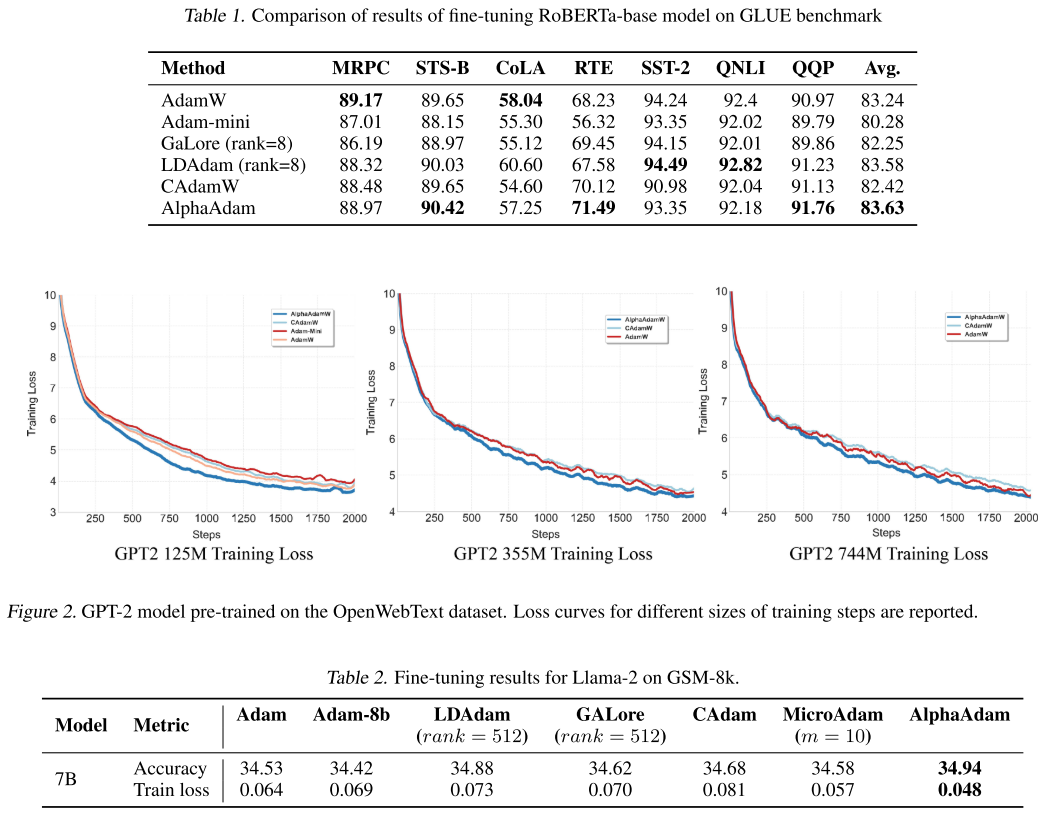 Table 1. Comparison of results of fine-tuning RoBERTa-base model on GLUE benchmark
Method MRPC STS-B CoLA RTE SST-2 QNLI QQP Avg.
AdamW 89.17 89.65 58.04 68.23 94.24 92.4 90.97 83.24
Adam-mini 87.01 88.15 55.30 56.32 93.35 92.02 89.79 80.28
GaLore (rank=8) 86.19 88.97 55.12 69.45 94.15 92.01 89.86 82.25
LDAdam (rank=8) 88.32 90.03 60.60 67.58 94.49 92.82 91.23 83.58
CAdamW 88.48 89.65 54.60 70.12 90.98 92.04 91.13 82.42
AlphaAdam 88.97 90.42 57.25 71.49 93.35 92.18 91.76 83.63
10
9
8
7
6
5
4
3
Training Loss
AlphaAdamW
CAdamW
Adam-Mini
AdamW
250 500 750 1000 1250 1500 1750 2000
Steps
GPT2 125M Training Loss
10
9
8
7
6
5
4
Training Loss
AlphaAdamW
CAdamW
AdamW
250 500 750 1000 1250 1500 1750 2000
Steps
GPT2 355M Training Loss
10
9
8
7
6
5
4
Training Loss
AlphaAdamW
CAdamW
AdamW
250 500 750 1000 1250 1500 1750 2000
Steps
GPT2 744M Training Loss
Figure 2. GPT-2 model pre-trained on the OpenWebText dataset. Loss curves for different sizes of training steps are reported.
Table 2. Fine-tuning results for Llama-2 on GSM-8k.
Model Metric Adam Adam-8b LDAdam GALore CAdam MicroAdam AlphaAdam
(rank = 512) (rank = 512) (m = 10)
7B Accuracy 34.53 34.42 34.88 34.62 34.68 34.58 34.94
Train loss 0.064 0.069 0.073 0.070 0.081 0.057 0.048